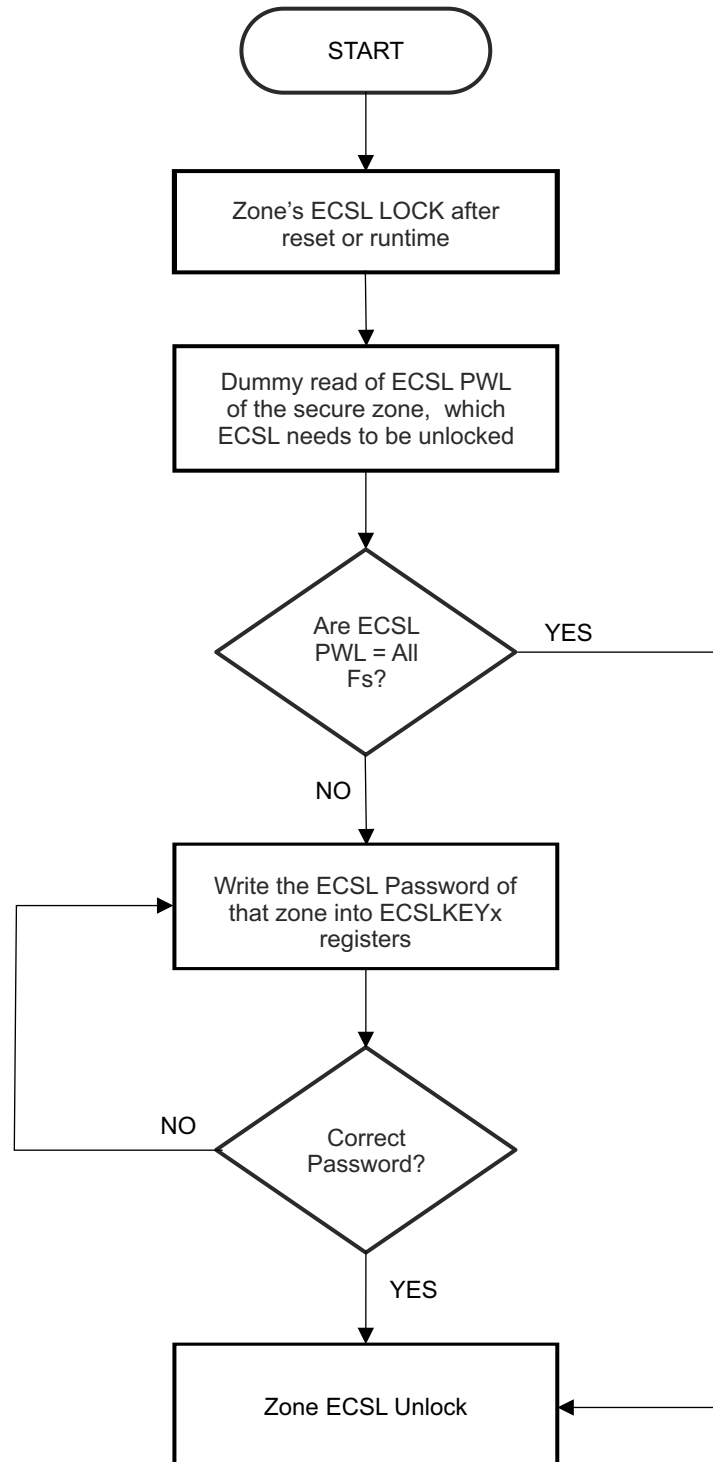 START
Zone's ECSL LOCK after
reset or runtime
Dummy read of ECSL PWL
of the secure zone, which
ECSL needs to be unlocked
Are ECSL
PWL = All
Fs?
YES
NO
Write the ECSL Password of
that zone into ECSLKEYx
registers
NO
Correct
Password?
YES
Zone ECSL Unlock